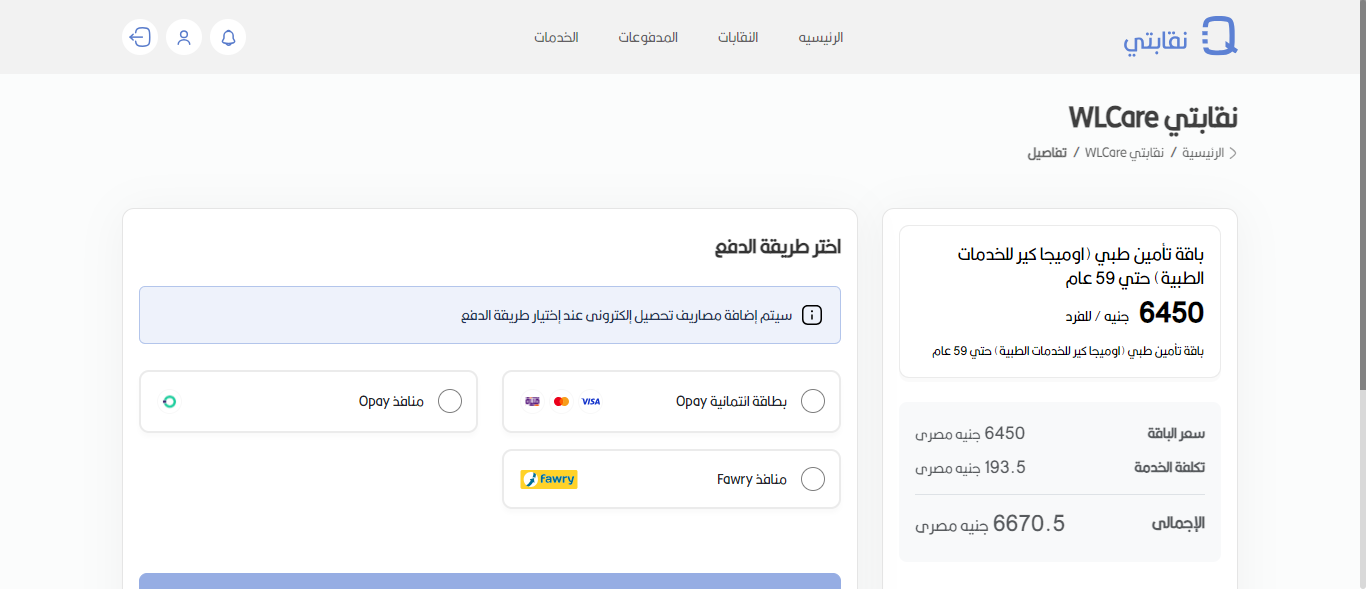 نقابتي
الرئيسيه
النقابات
المدفوعات
الخدمات
نقابتي WLCare
الرئيسية / نقابتي WLCare / تفاصيل
باقة تأمين طبي (اوميجا كير للخدمات
الطبية) حتي 59 عام
6450 جنيه / للفرد
باقة تأمين طبي (اوميجا كير للخدمات الطبية) حتي 59 عام
سعر الباقة 6450 جنيه مصرى
تكلفة الخدمة 193.5 جنيه مصرى
الإجمالى 6670.5 جنيه مصرى
اختر طريقة الدفع
سيتم إضافة مصاريف تحصيل إلكترونى عند إختيار طريقة الدفع
بطاقة ائتمانية Opay VISA
منافذ Opay
منافذ Fawry fawry